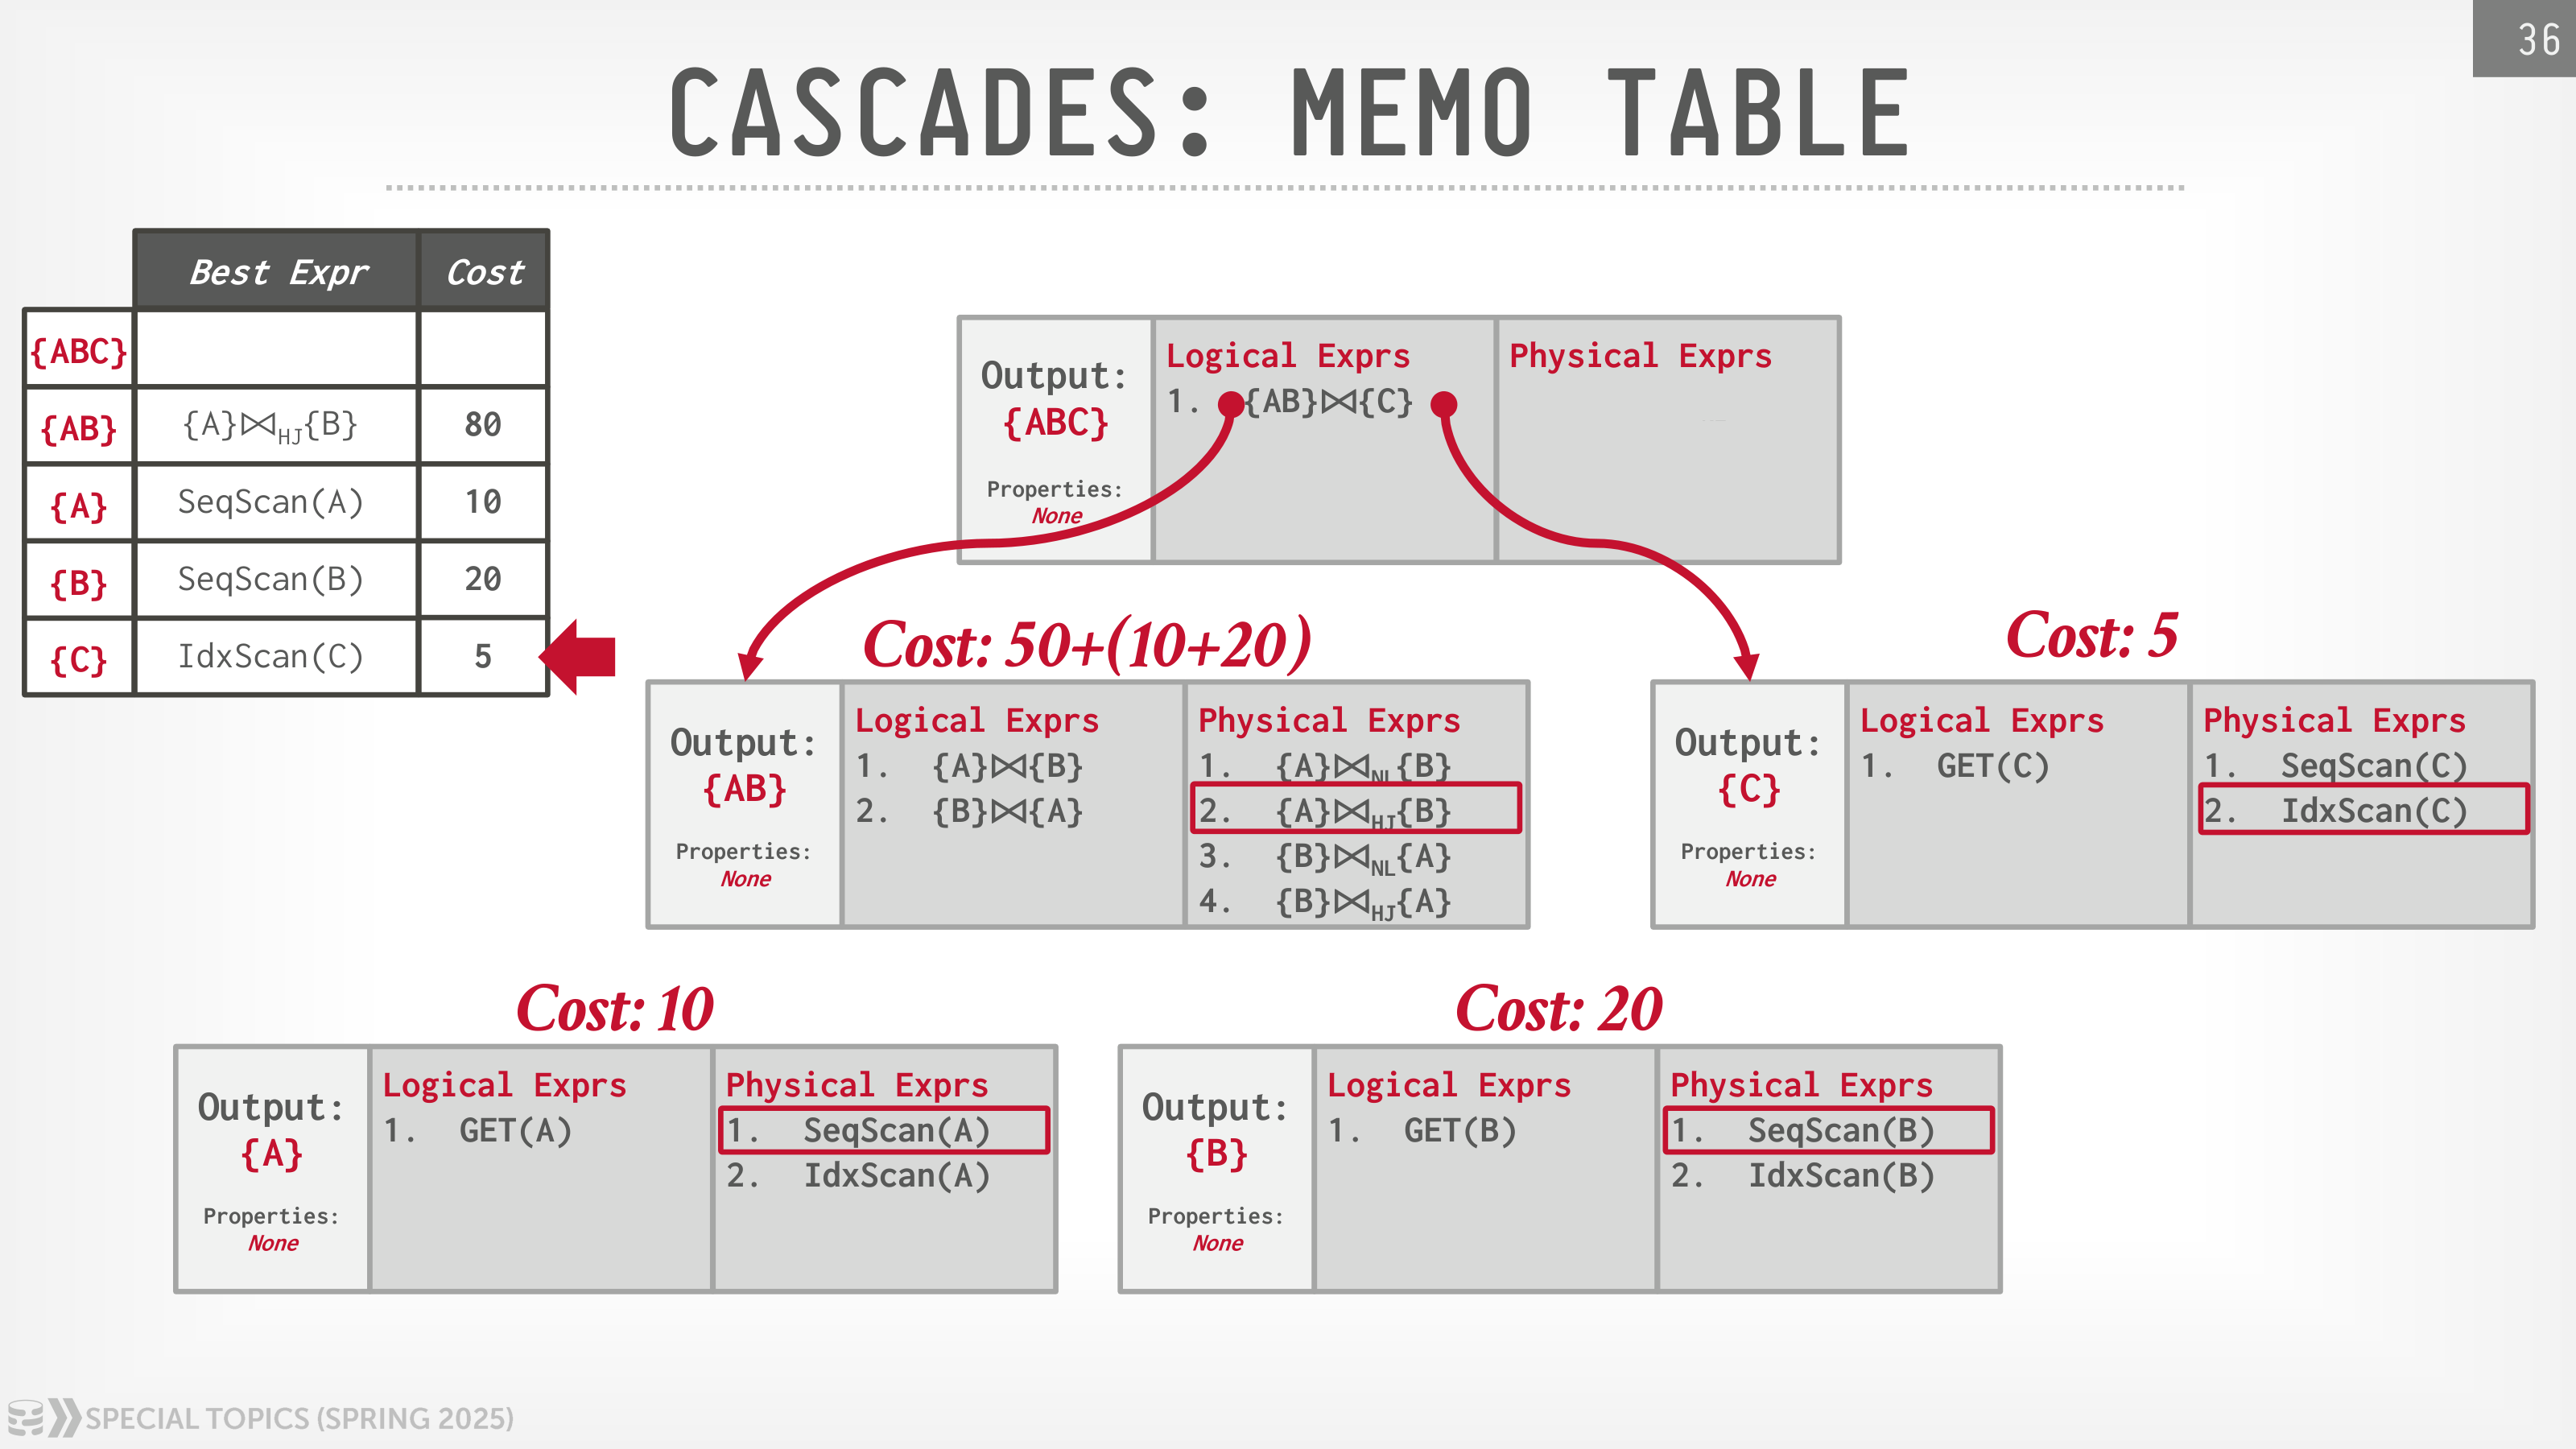 36
CASCADES: MEMO TABLE
Best Expr Cost
{ABC}
{AB} {A}⋈HJ{B} 80
{A} SeqScan(A) 10
{B} SeqScan(B) 20
{C} IdxScan(C) 5
Output:
{ABC}
Properties:
None
Logical Exprs
1. {AB}⋈{C}
Physical Exprs
Cost: 50+(10+20)
Output:
{AB}
Properties:
None
Logical Exprs
1. {A}⋈{B}
2. {B}⋈{A}
Physical Exprs
1. {A}⋈NL{B}
2. {A}⋈HJ{B}
3. {B}⋈NL{A}
4. {B}⋈HJ{A}
Cost: 5
Output:
{C}
Properties:
None
Logical Exprs
1. GET(C)
Physical Exprs
1. SeqScan(C)
2. IdxScan(C)
Cost: 10
Output:
{A}
Properties:
None
Logical Exprs
1. GET(A)
Physical Exprs
1. SeqScan(A)
2. IdxScan(A)
Cost: 20
Output:
{B}
Properties:
None
Logical Exprs
1. GET(B)
Physical Exprs
1. SeqScan(B)
2. IdxScan(B)
SPECIAL TOPICS (SPRING 2025)